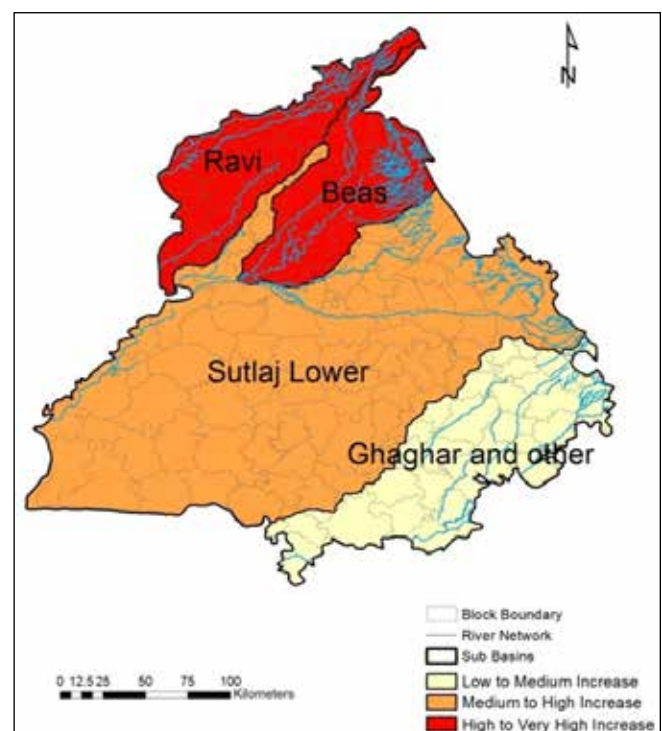 N
Ravi
Beas
Sutlaj Lower
Ghaghar and other
Block Boundary
River Network
Sub Basins
Low to Medium Increase
Medium to High Increase
High to Very High Increase
0 12.5 25 50 75 100
Kilometers